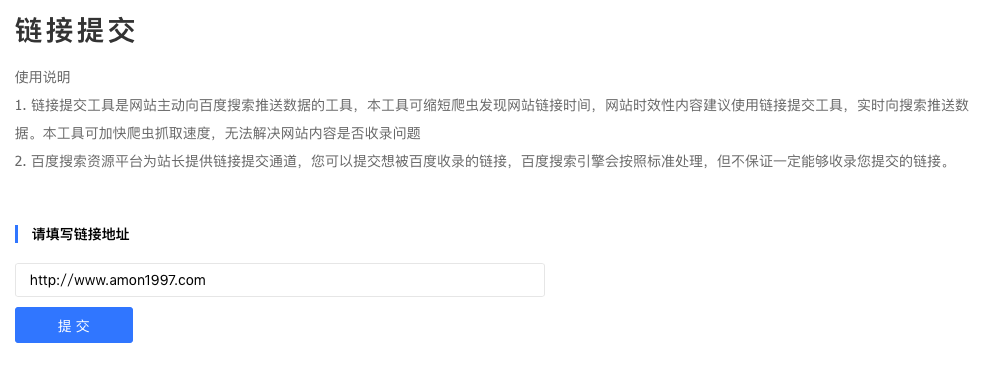 链接提交
使用说明
1. 链接提交工具是网站主动向百度搜索推送数据的工具，本工具可缩短爬虫发现网站链接时间，网站时效性内容建议使用链接提交工具，实时向搜索推送数
据。本工具可加快爬虫抓取速度，无法解决网站内容是否收录问题
2. 百度搜索资源平台为站长提供链接提交通道，您可以提交想被百度收录的链接，百度搜索引擎会按照标准处理，但不保证一定能够收录您提交的链接。
请填写链接地址
http://www.amon1997.com
提 交